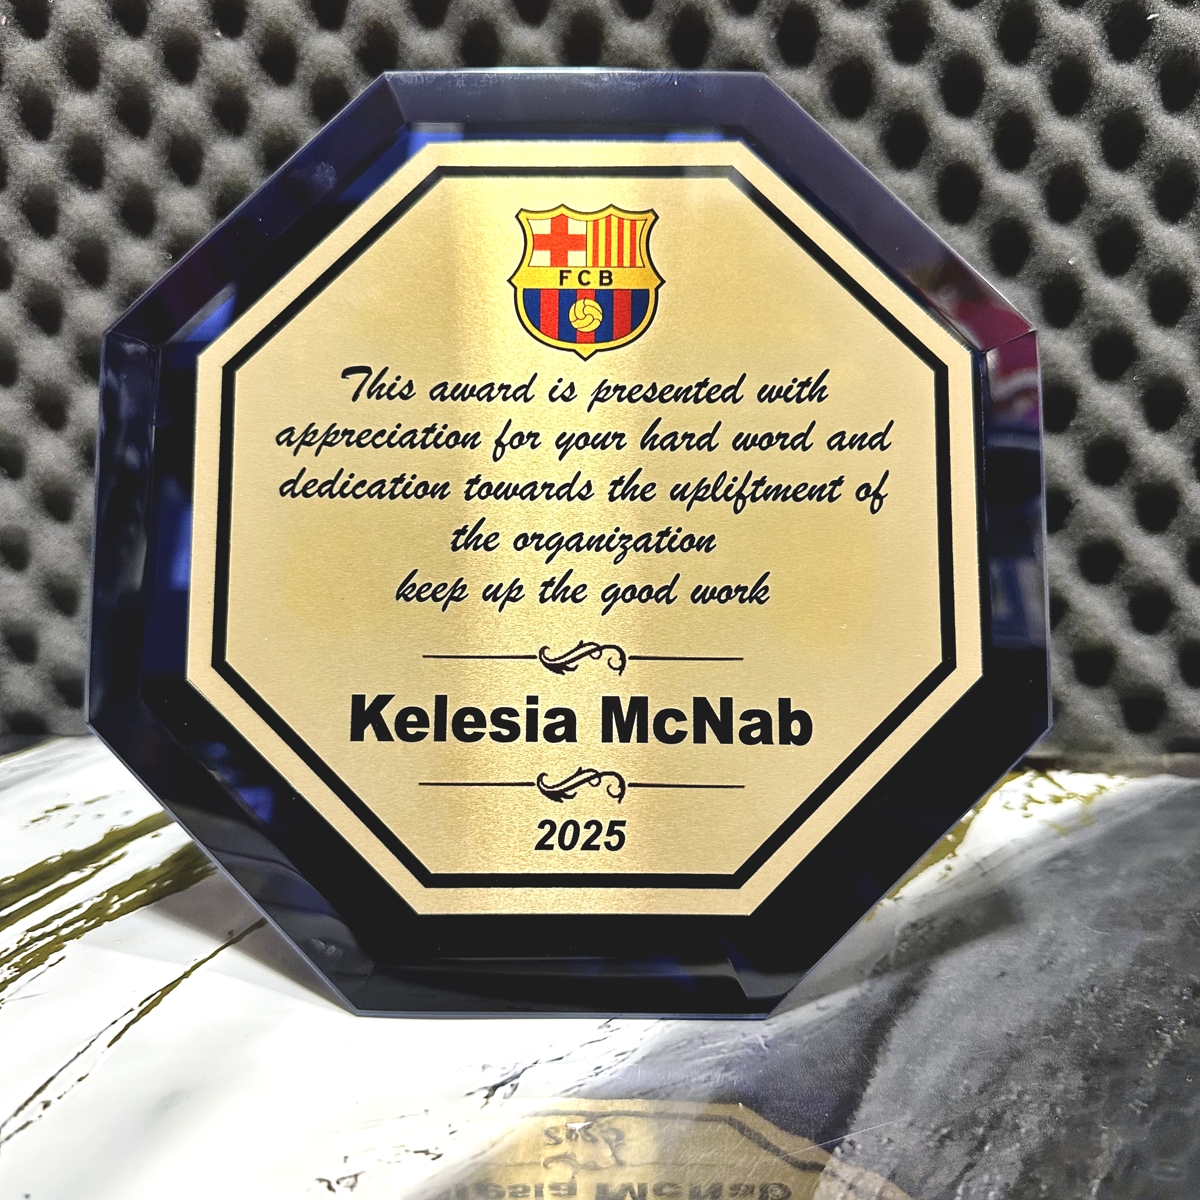 FCB
This award is presented with
appreciation for your hard word and
dedication towards the upliftment of
the organization
keep up the good work
Kelesia McNab
2025